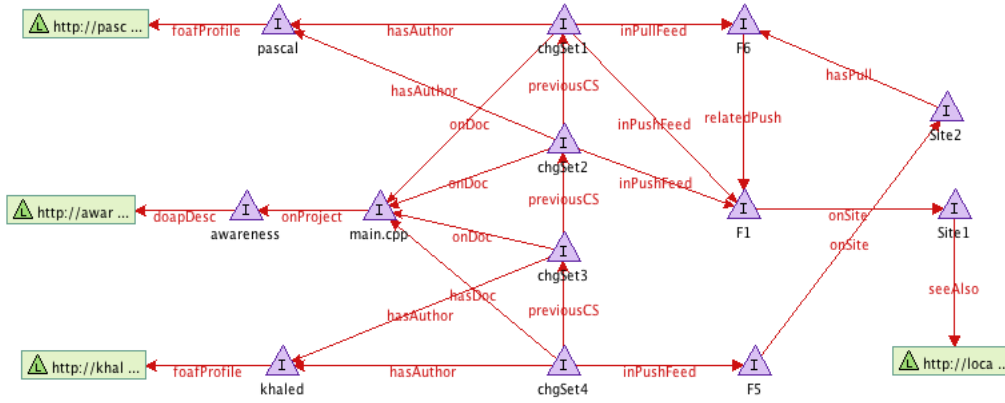 http://pasc ...
foafProfile
I
pascal
hasAuthor
I
chgSet1
inPullFeed
I
F6
hasPull
hasAuthor
previousCS
relatedPush
I
SIte2
onDoc
inPushFeed
I
chgSet2
onDoc
inPushFeed
previousCS
http://awar ...
doapDesc
I
awareness
onProject
I
main.cpp
onDoc
I
F1
onSite
I
Site1
onSite
I
chgSet3
hasDoc
hasAuthor
previousCS
seeAlso
http://khal ...
foafProfile
I
khaled
hasAuthor
I
chgSet4
inPushFeed
I
F5
http://loca ...